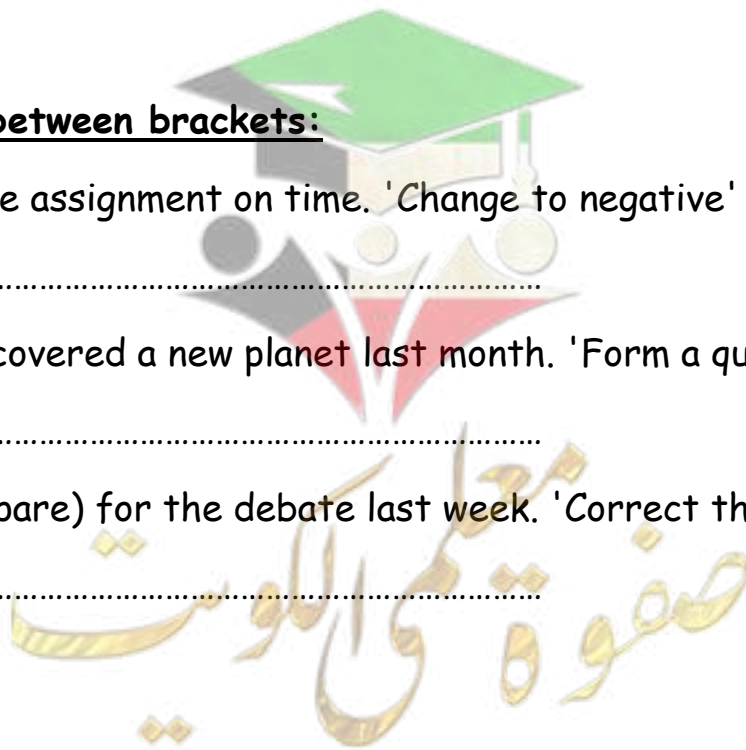 between brackets:
e assignment on time. 'Change to negative'
……………………………………………………
covered a new planet last month. 'Form a qu
……………………………………………………
pare) for the debate last week. 'Correct th
……………………………………………………
صفوة معلمى الكويت